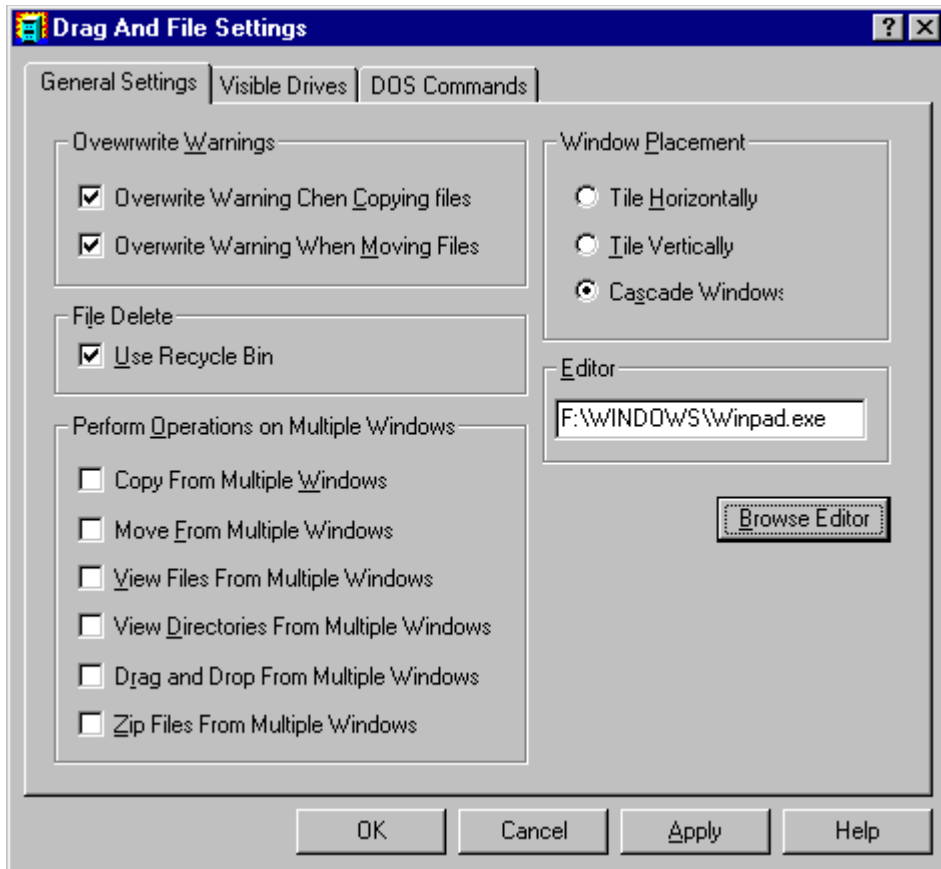 Drag And File Settings
General Settings
Visible Drives
DOS Commands
Ovewrwrite Warnings
Overwrite Warning Chen Copying files
Overwrite Warning When Moving Files
File Delete
Use Recycle Bin
Perform Operations on Multiple Windows
Copy From Multiple Windows
Move From Multiple Windows
View Files From Multiple Windows
View Directories From Multiple Windows
Drag and Drop From Multiple Windows
Zip Files From Multiple Windows
Window Placement
Tile Horizontally
Tile Vertically
Cascade Windows
Editor
F:\WINDOWS\Winpad.exe
Browse Editor
OK
Cancel
Apply
Help